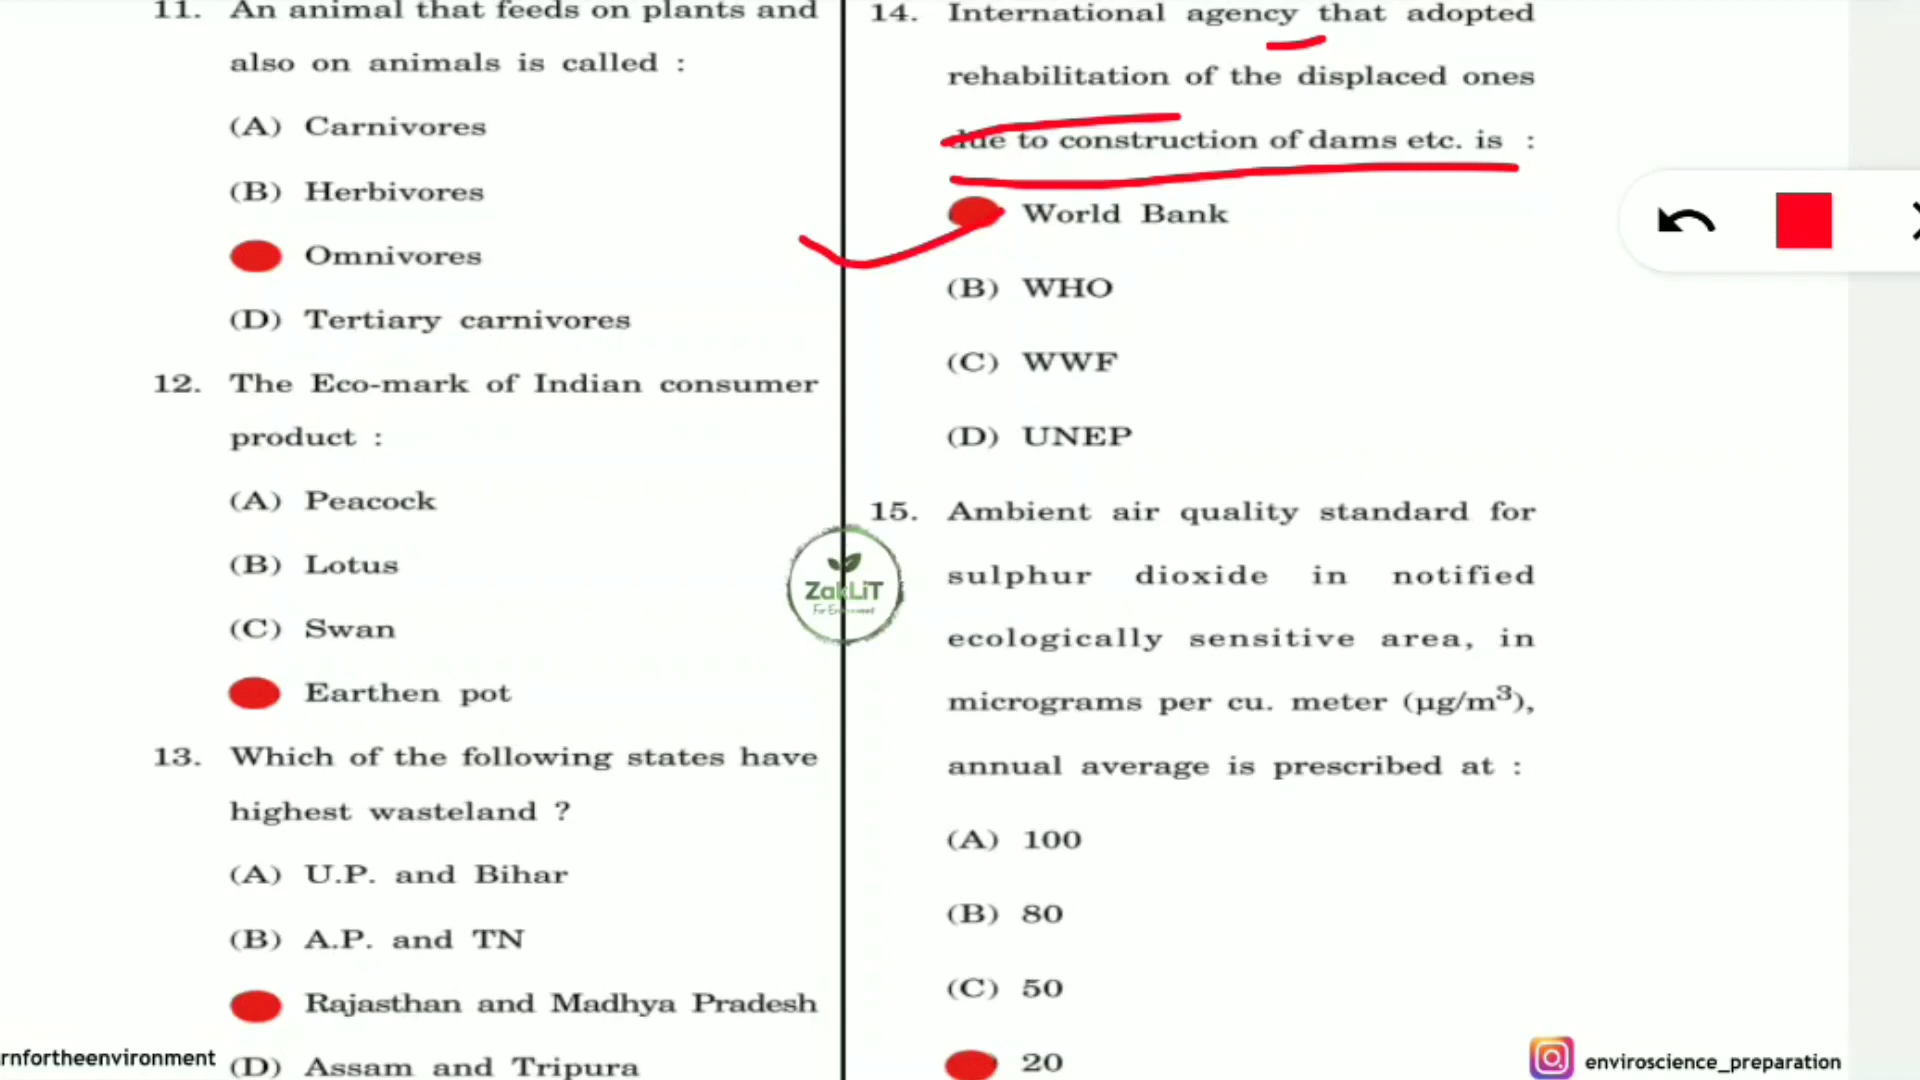 11. An animal that feeds on plants and
also on animals is called :
(A) Carnivores
(B) Herbivores
Omnivores
(D) Tertiary carnivores
12. The Eco-mark of Indian consumer
product :
(A) Peacock
(B) Lotus
(C) Swan
Earthen pot
13. Which of the following states have
highest wasteland ?
(A) U.P. and Bihar
(B) A.P. and TN
Rajasthan and Madhya Pradesh
(D) Assam and Tripura
14. International agency that adopted
rehabilitation of the displaced ones
due to construction of dams etc. is :
World Bank
(B) WHO
(C) WWF
(D) UNEP
15. Ambient air quality standard for
sulphur dioxide in notified
ecologically sensitive area, in
micrograms per cu. meter (µg/m³),
annual average is prescribed at :
(A) 100
(B) 80
(C) 50
20
ZakLiT
rnfortheenvironment
enviroscience_preparation